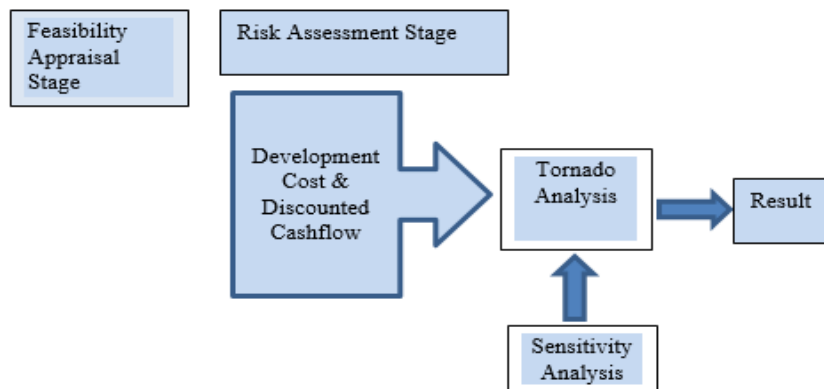 Feasibility
Appraisal
Stage
Risk Assessment Stage
Development
Cost &
Discounted
Cashflow
Tornado
Analysis
Result
Sensitivity
Analysis